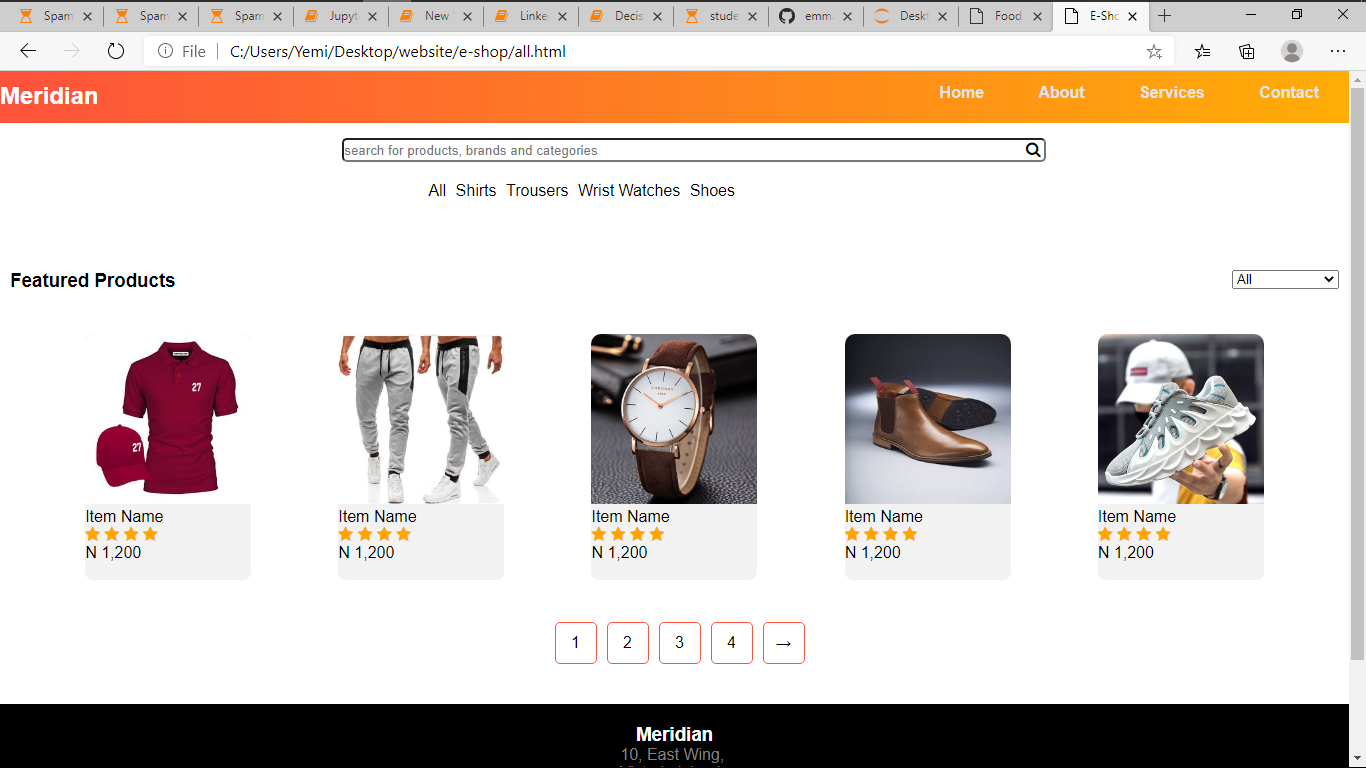 Spam
Spam
Spam
Jupyt
New
Linke
Decis
stude
emma
Deskt
Food
E-Sho
File
C:/Users/Yemi/Desktop/website/e-shop/all.html
Meridian
Home About Services Contact
search for products, brands and categories
All Shirts Trousers Wrist Watches Shoes
Featured Products
All
27
27
Item Name
N 1,200
Item Name
N 1,200
Item Name
N 1,200
Item Name
N 1,200
Item Name
N 1,200
1 2 3 4 →
Meridian
10, East Wing,